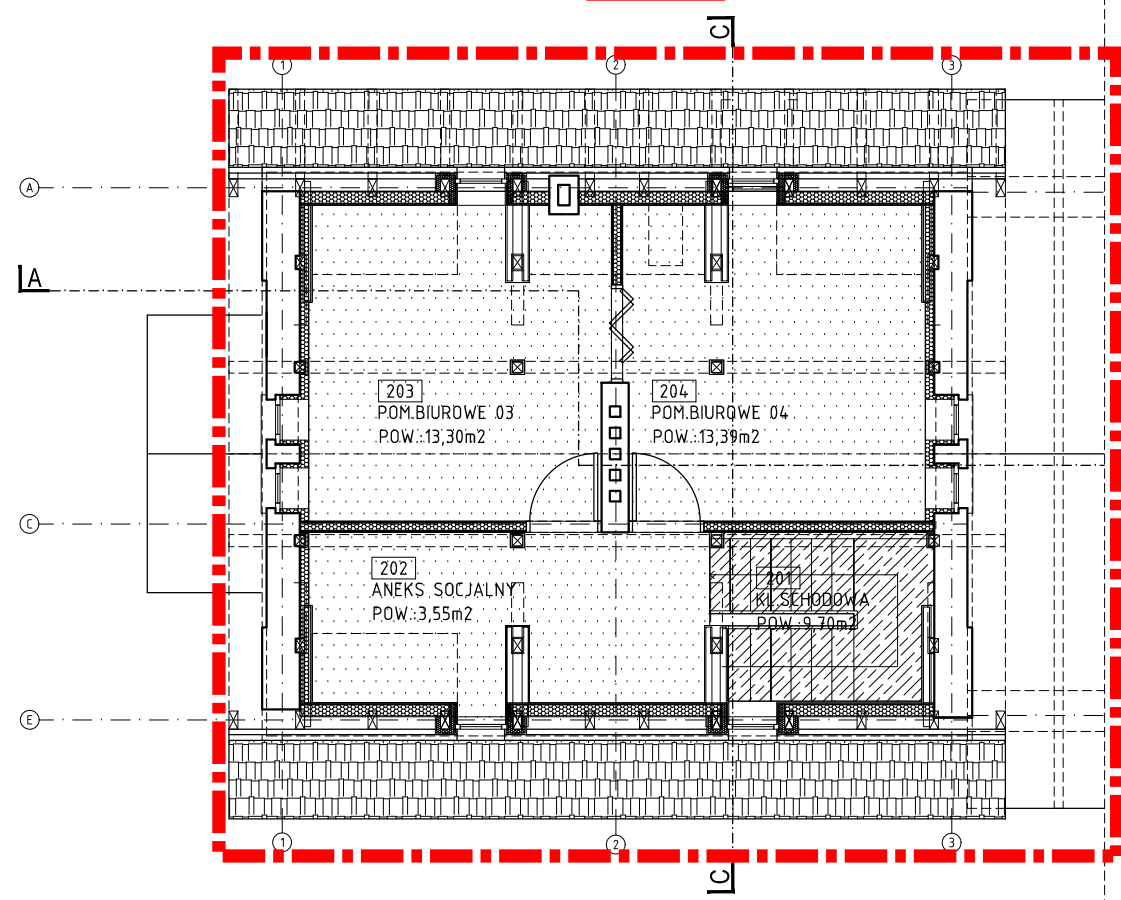 C
1
2
3
A
A
203
POM.BIUROWE 03
POW.:13,30m2
204
POM.BIUROWE 04
POW.:13,39m2
C
202
ANEKS SOCJALNY
POW.:3,55m2
201
KL.SCHODOWA
POW.:9,70m2
E
1
2
3
C